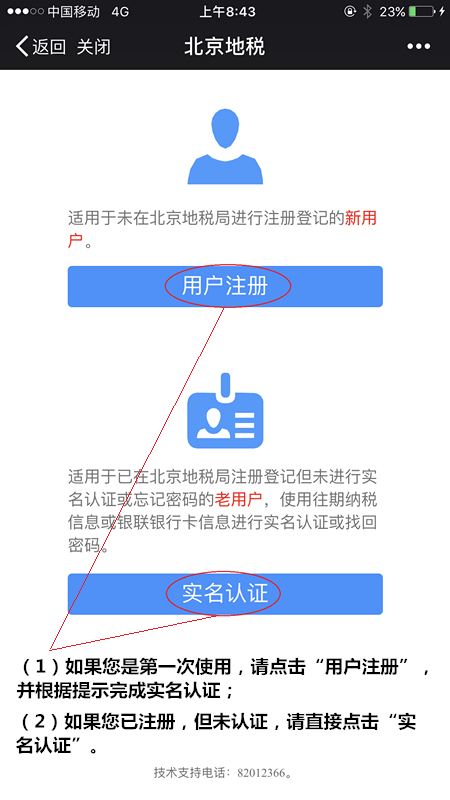 中国移动 4G 上午8:43 23%
返回 关闭 北京地税
适用于未在北京地税局进行注册登记的新用
户。
用户注册
适用于已在北京地税局注册登记但未进行实
名认证或忘记密码的老用户，使用往期纳税
信息或银联银行卡信息进行实名认证或找回
密码。
实名认证
（1）如果您是第一次使用，请点击“用户注册”，
并根据提示完成实名认证；
（2）如果您已注册，但未认证，请直接点击“实
名认证”。
技术支持电话：82012366。